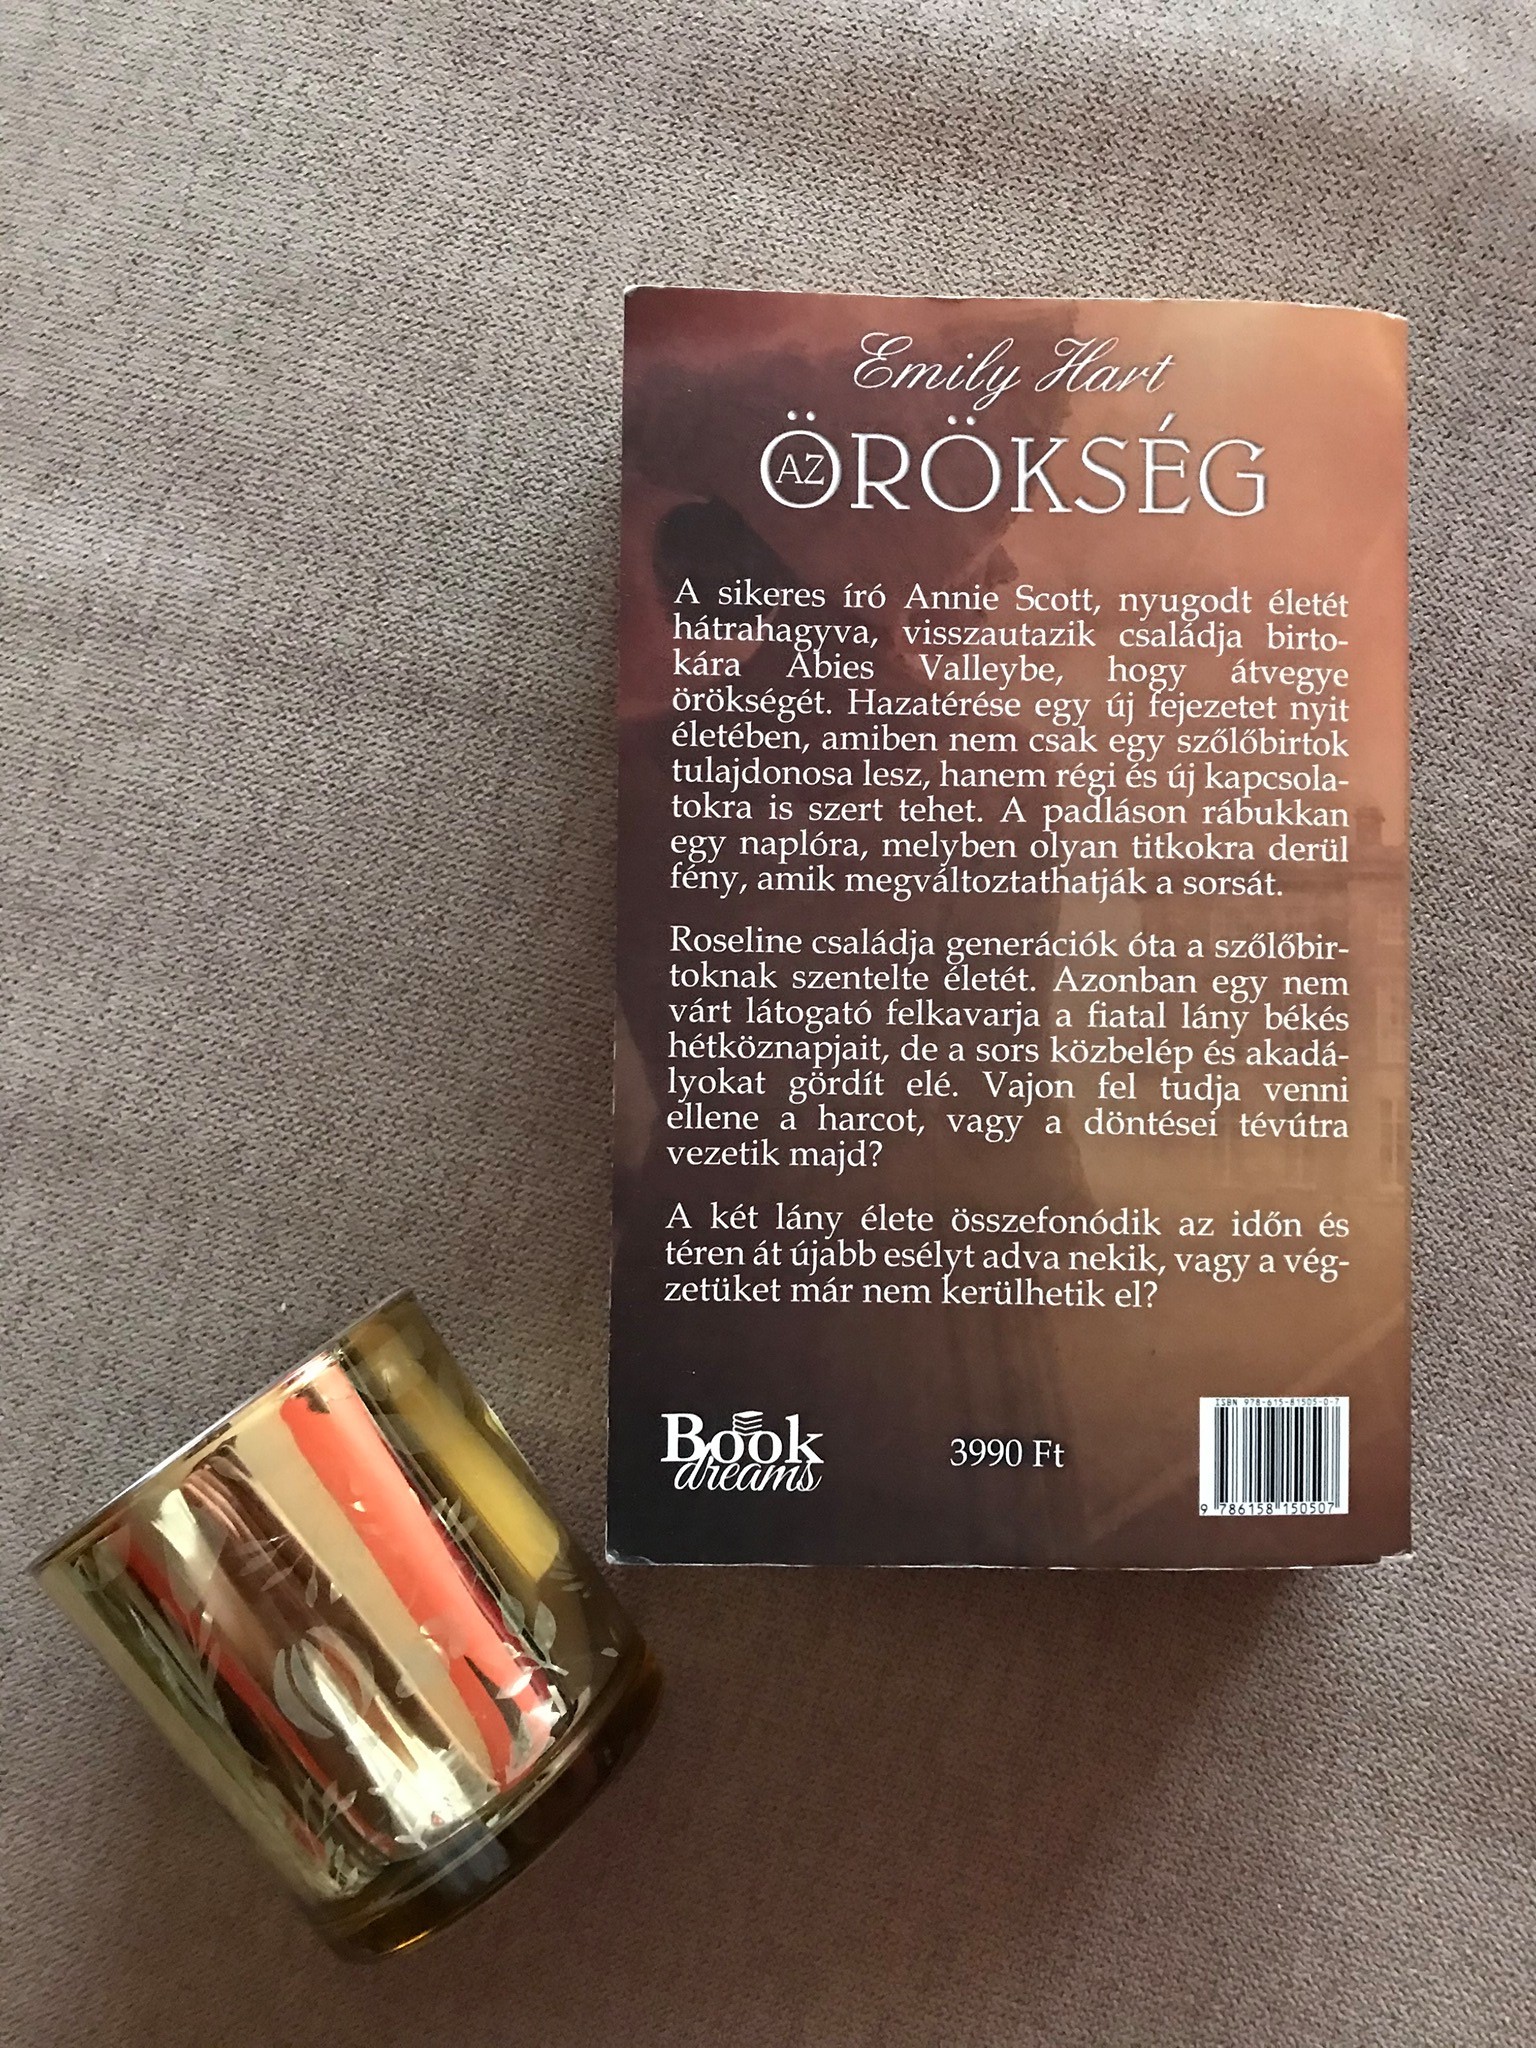 Emily Hart
AZ ÖRÖKSÉG
A sikeres író Annie Scott, nyugodt életét
hátrahagyva, visszautazik családja birto-
kára Abies Valleybe, hogy átvegye
örökségét. Hazatérése egy új fejezetet nyit
életében, amiben nem csak egy szőlőbirtok
tulajdonosa lesz, hanem régi és új kapcsola-
tokra is szert tehet. A padláson rábukkan
egy naplóra, melyben olyan titkokra derül
fény, amik megváltoztathatják a sorsát.
Roseline családja generációk óta a szőlőbir-
toknak szentelte életét. Azonban egy nem
várt látogató felkavarja a fiatal lány békés
hétköznapjait, de a sors közbelép és akadá-
lyokat gördít elé. Vajon fel tudja venni
ellene a harcot, vagy a döntései tévútra
vezetik majd?
A két lány élete összefonódik az időn és
téren át újabb esélyt adva nekik, vagy a vég-
zetüket már nem kerülhetik el?
Book
dreams
3990 Ft
ISBN 978-615-81505-0-7
9 786158 150507